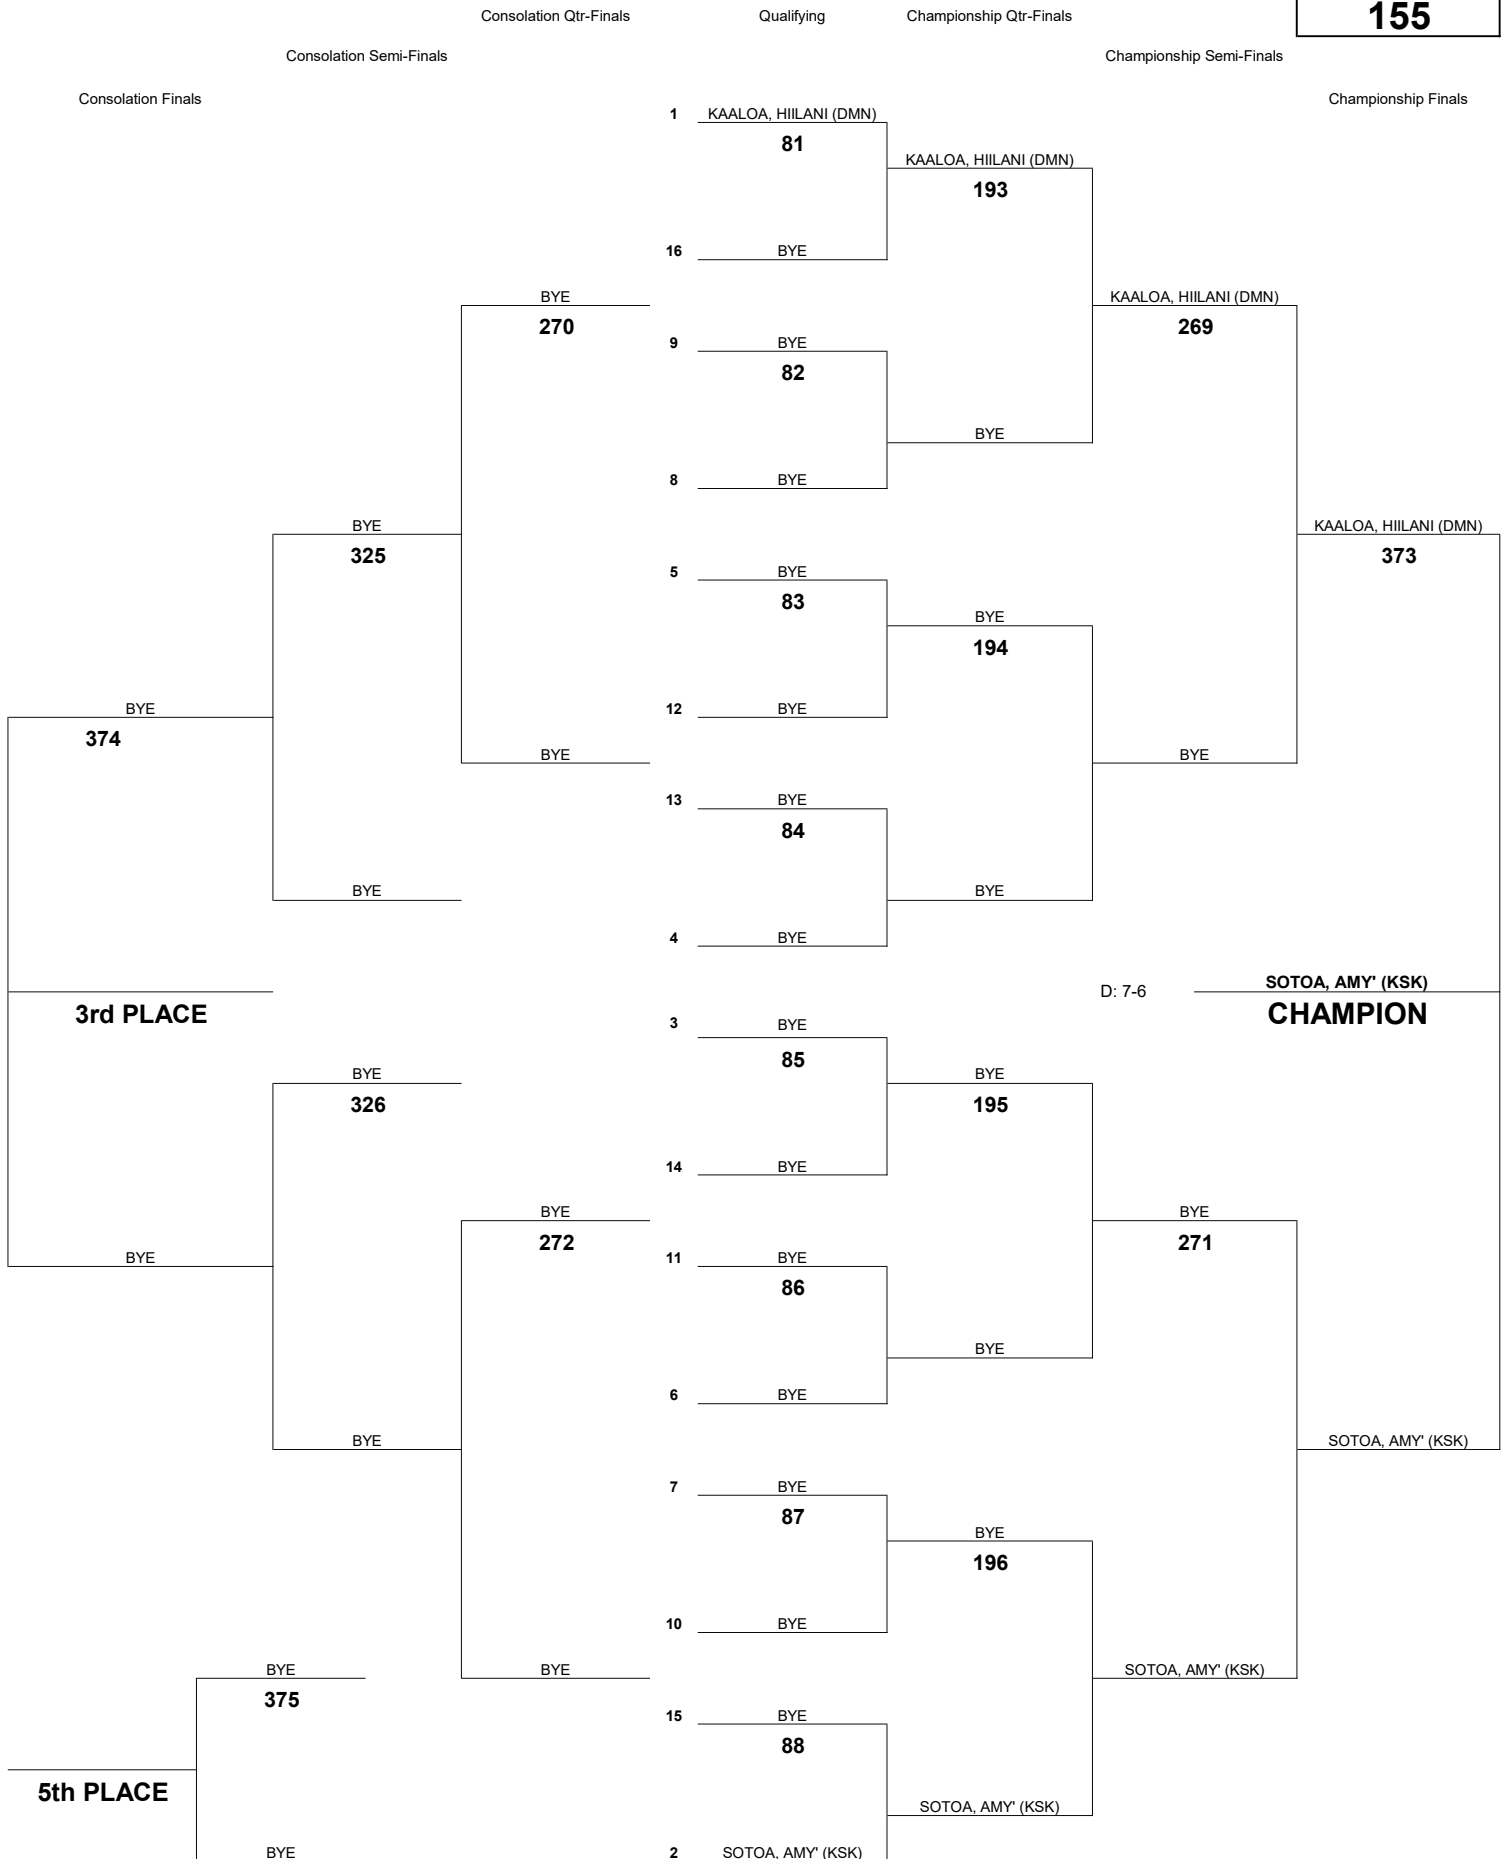 Consolation Qtr-Finals Qualifying Championship Qtr-Finals 155
Consolation Semi-Finals Championship Semi-Finals
Consolation Finals Championship Finals
1 KAALOA, HIILANI (DMN)
81
KAALOA, HIILANI (DMN)
193
16 BYE
BYE KAALOA, HIILANI (DMN)
270 269
9 BYE
82
BYE
8 BYE
BYE KAALOA, HIILANI (DMN)
325 373
5 BYE
83
BYE
194
BYE 12 BYE
374
BYE BYE
13 BYE
84
BYE BYE
4 BYE
D: 7-6 SOTOA, AMY' (KSK)
3rd PLACE CHAMPION
3 BYE
85
BYE BYE
326 195
14 BYE
BYE BYE
272 271
BYE 11 BYE
86
BYE
6 BYE
BYE SOTOA, AMY' (KSK)
7 BYE
87
BYE
196
10 BYE
BYE BYE SOTOA, AMY' (KSK)
375
15 BYE
88
5th PLACE
SOTOA, AMY' (KSK)
BYE 2 SOTOA, AMY' (KSK)